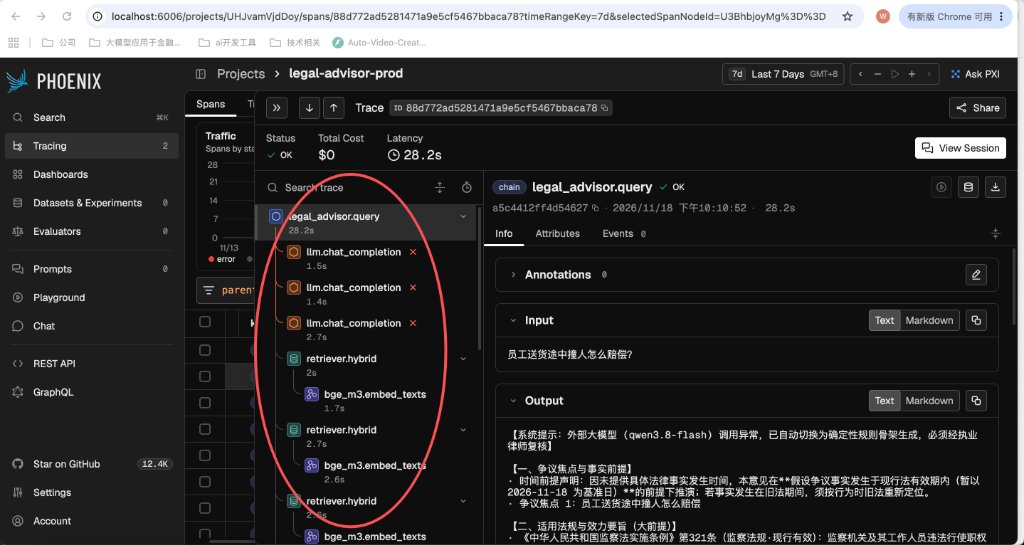 localhost:6006/projects/UHJvamVjdDoy/spans/88d772ad5281471a9e5cf5467bbaca78?timeRangeKey=7d&selectedSpanNodeId=U3BhbjoyMg%3D%3D
W
有新版 Chrome 可用
公司
大模型应用于金融...
ai开发工具
技术相关
Auto-Video-Creat...
PHOENIX
Projects > legal-advisor-prod
7d Last 7 Days GMT+8
Ask PXI
Search ⌘K
Tracing 2
Dashboards
Datasets & Experiments 0
Evaluators 0
Prompts 0
Playground
Chat
REST API
GraphQL
Star on GitHub 12.4K
Settings
Account
Spans
Traffic
Spans by sta
28
21
14
7
0
11/13
error
paren
Trace ID 88d772ad5281471a9e5cf5467bbaca78
Share
Status
OK
Total Cost
$0
Latency
28.2s
View Session
Search trace
legal_advisor.query
28.2s
llm.chat_completion
1.5s
llm.chat_completion
1.4s
llm.chat_completion
2.7s
retriever.hybrid
2s
bge_m3.embed_texts
1.7s
retriever.hybrid
2.7s
bge_m3.embed_texts
2.6s
retriever.hybrid
bge_m3.embed_texts
chain legal_advisor.query OK
a5c4412ff4d54627 · 2026/11/18 下午10:10:52 · 28.2s
Info Attributes Events 0
Annotations 0
Input
Text Markdown
员工送货途中撞人怎么赔偿?
Output
Text Markdown
【系统提示: 外部大模型 (qwen3.8-flash) 调用异常, 已自动切换为确定性规则骨架生成, 必须经执业
律师复核】
【一、争议焦点与事实前提】
· 时间前提声明: 因未提供具体法律事实发生时间, 本意见在**假设争议事实发生于现行法有效期内 (暂以
2026-11-18 为基准日) **的前提下推演; 若事实发生在旧法期间, 须按行为时旧法重新定位。
· 争议焦点 1: 员工送货途中撞人怎么赔偿
【二、适用法规与效力要旨 (大前提)】
· 《中华人民共和国监察法实施条例》第321条 (监察法规·现行有效): 监察机关及其工作人员违法行使职权